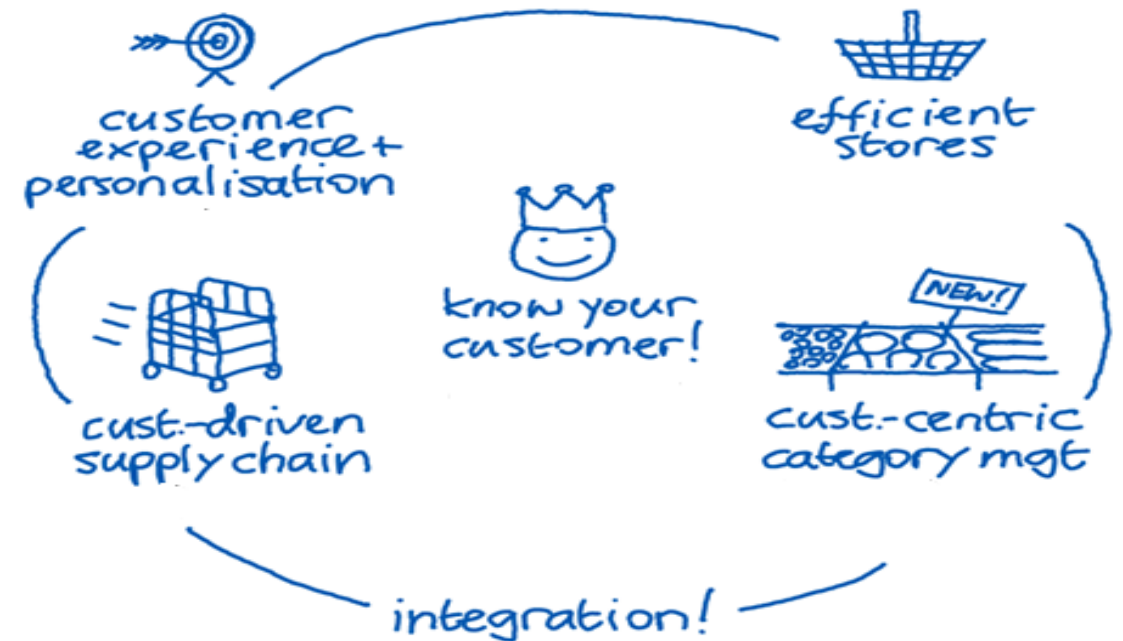 customer
experience+
personalisation
efficient
stores
know your
customer!
NEW!
cust.-driven
supply chain
cust.-centric
category mgt
integration!